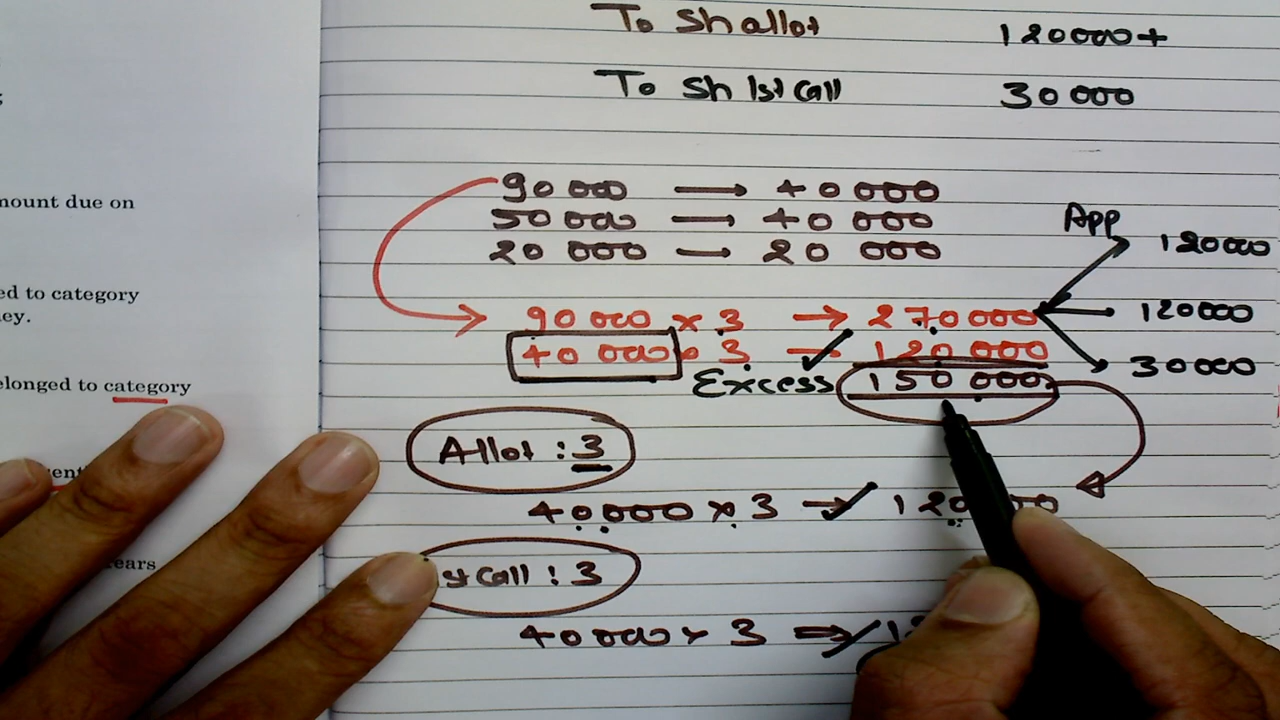 To Sh allot 120000+
To Sh 1st Call 30000
mount due on
90000 → 40000
50000 → 40000
20000 → 20000
App 120000
ed to category
ey.
90000 x 3 → 270000 120000
40000 x 3 → 120000
Excess 150000 30000
elonged to category
Allot : 3
40000 x 3 →
st Call : 3
ears
40000 x 3 ⇒